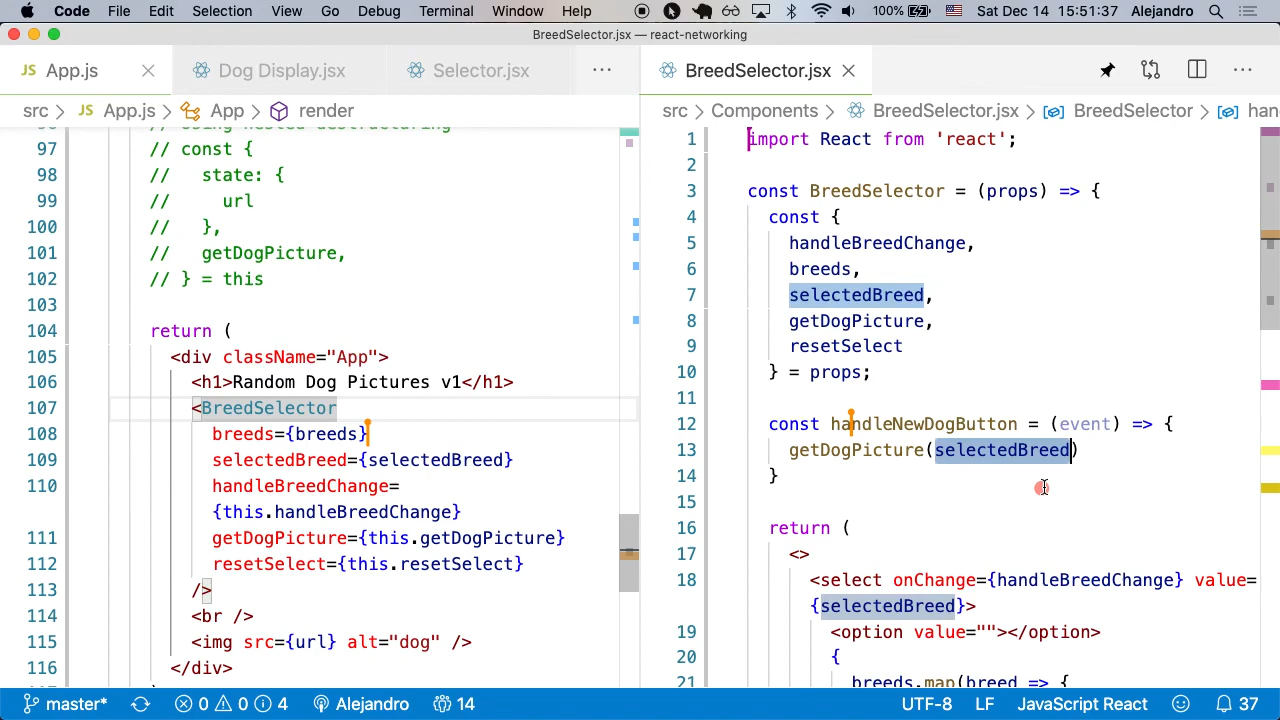 Code File Edit Selection View Go Debug Terminal Window Help 100% Sat Dec 14 15:51:37 Alejandro
BreedSelector.jsx — react-networking
JS App.js Dog Display.jsx Selector.jsx ···
src > JS App.js > App > render
// Using nested destructuring
97 // const {
98 // state: {
99 // url
100 // },
101 // getDogPicture,
102 // } = this
103
104 return (
105 <div className="App">
106 <h1>Random Dog Pictures v1</h1>
107 <BreedSelector
108 breeds={breeds}
109 selectedBreed={selectedBreed}
110 handleBreedChange=
{this.handleBreedChange}
111 getDogPicture={this.getDogPicture}
112 resetSelect={this.resetSelect}
113 />
114 <br />
115 <img src={url} alt="dog" />
116 </div>
BreedSelector.jsx ···
src > Components > BreedSelector.jsx > BreedSelector > han
1 import React from 'react';
2
3 const BreedSelector = (props) => {
4 const {
5 handleBreedChange,
6 breeds,
7 selectedBreed,
8 getDogPicture,
9 resetSelect
10 } = props;
11
12 const handleNewDogButton = (event) => {
13 getDogPicture(selectedBreed)
14 }
15
16 return (
17 <>
18 <select onChange={handleBreedChange} value=
{selectedBreed}>
19 <option value=""></option>
20 {
21 breeds.map(breed => {
master* 0 0 4 Alejandro 14 UTF-8 LF JavaScript React 37